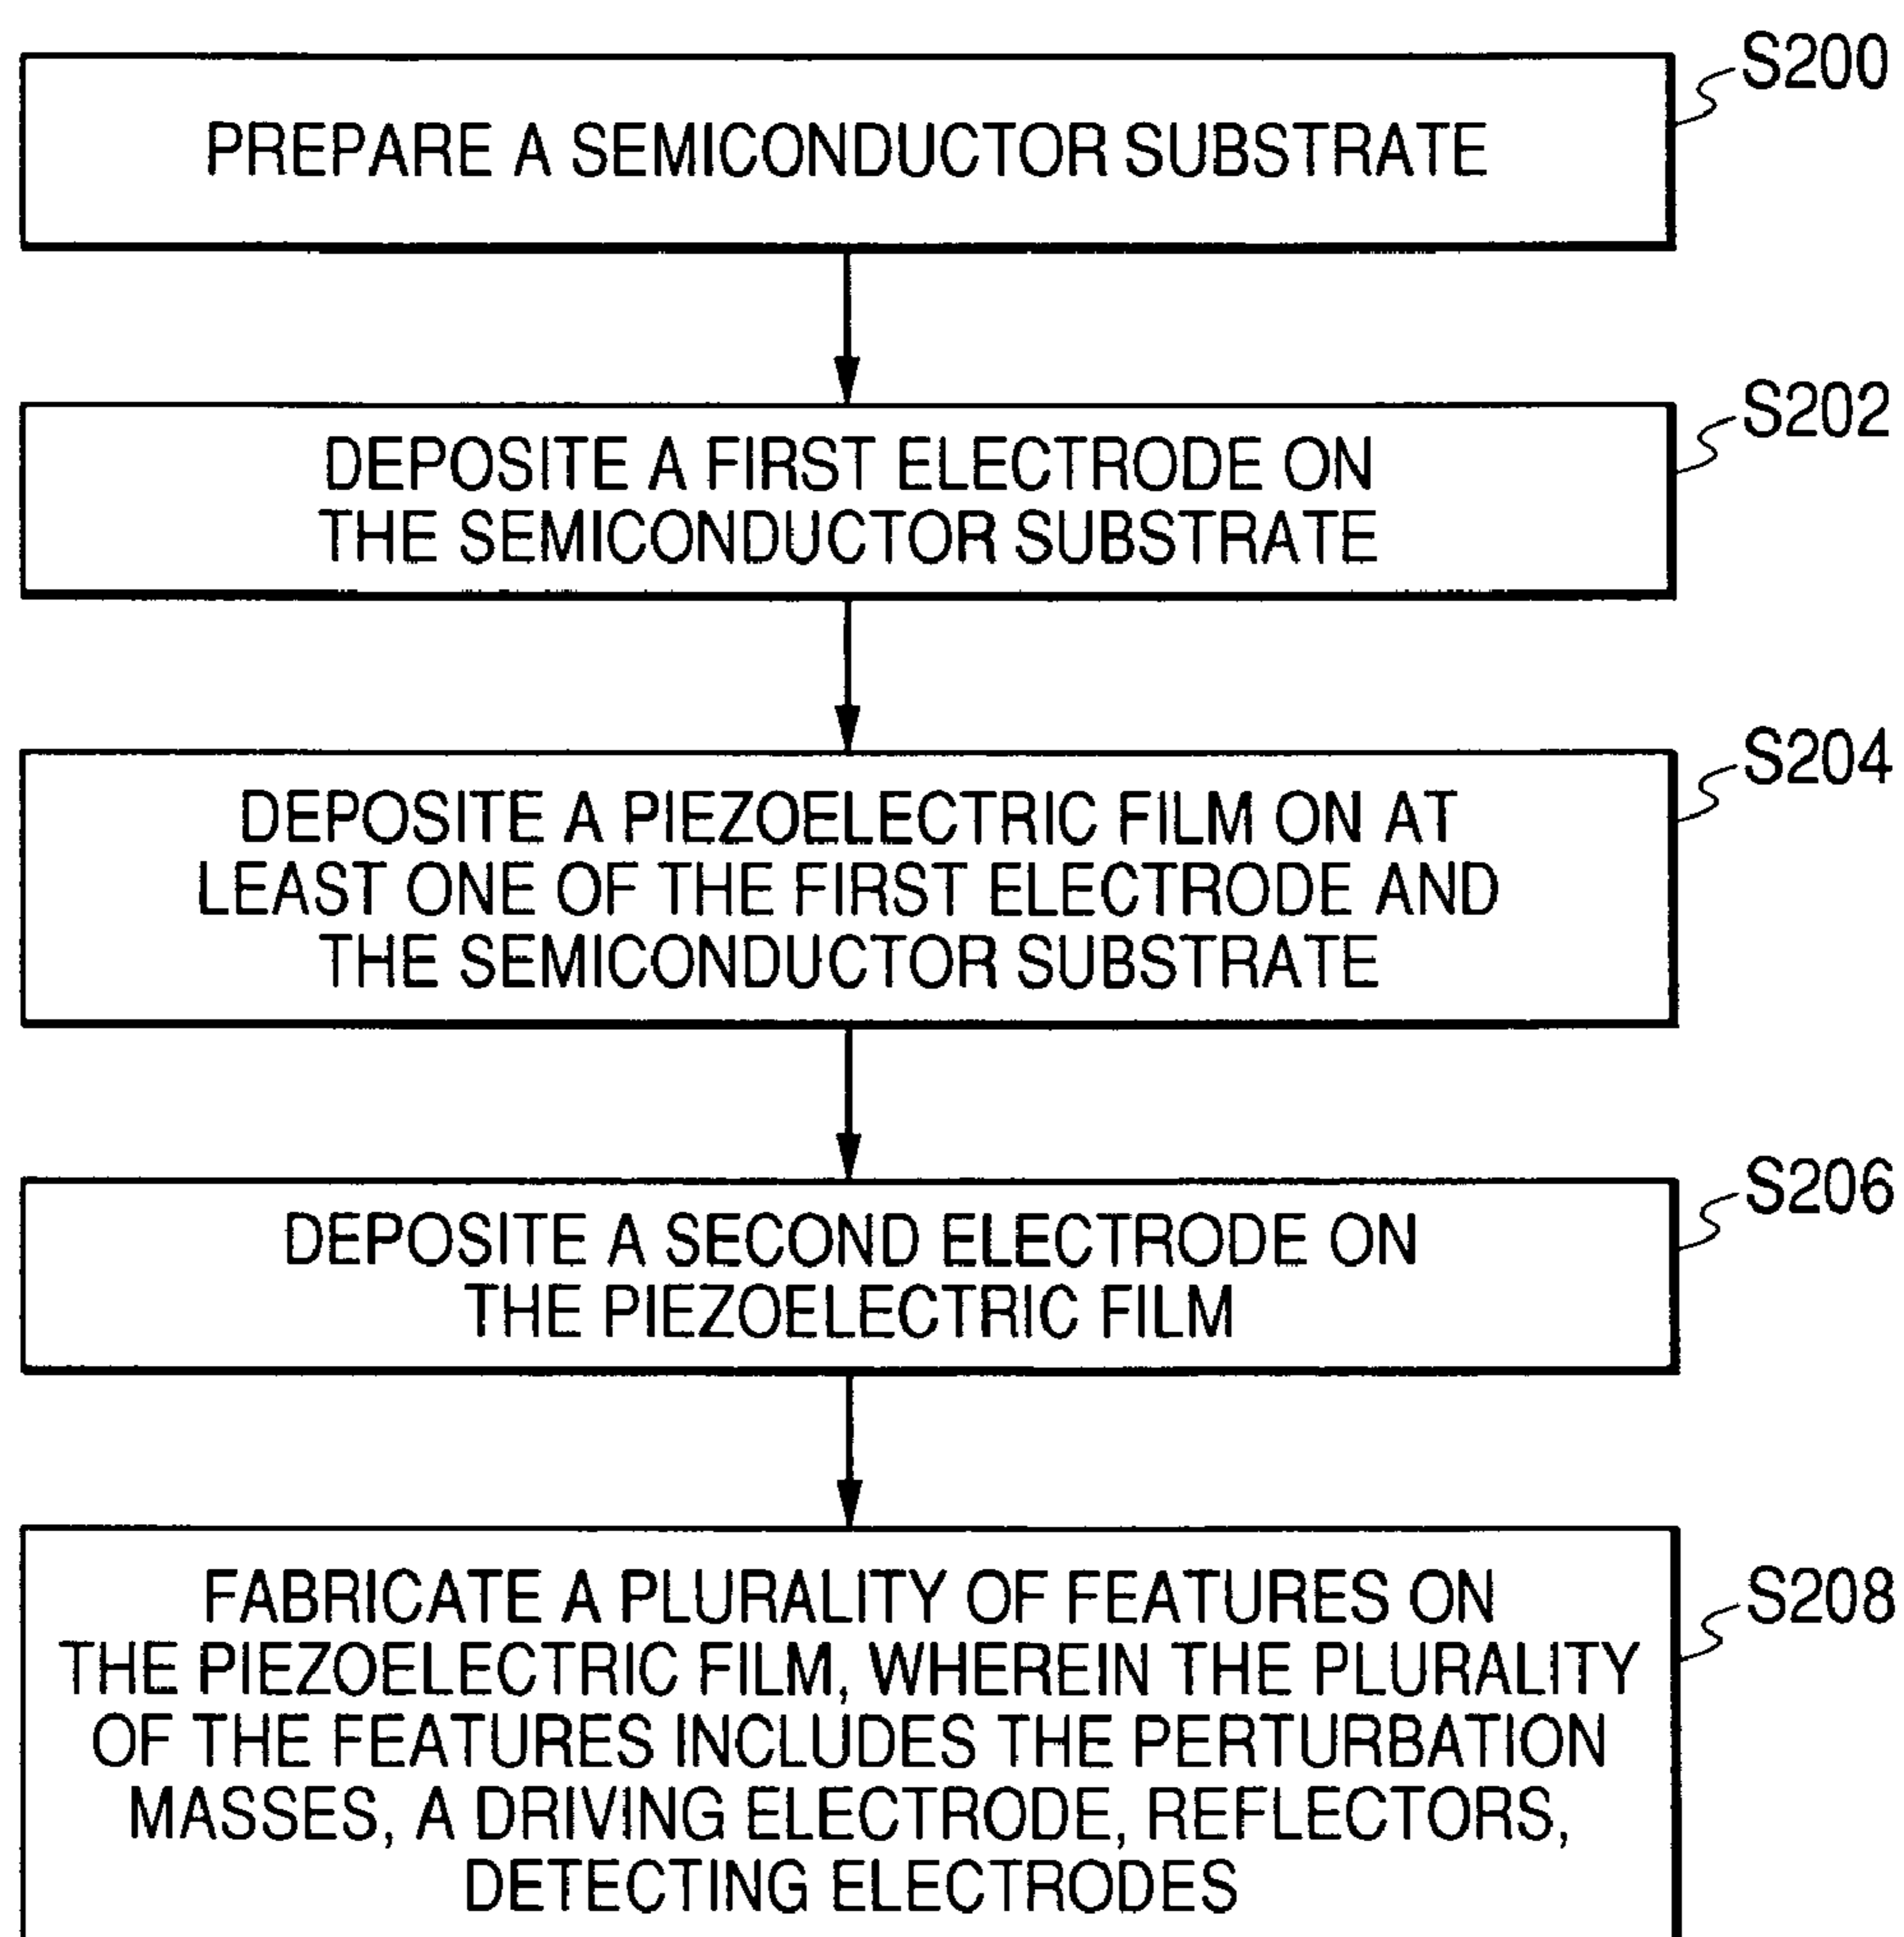 S200
PREPARE A SEMICONDUCTOR SUBSTRATE
S202
DEPOSITE A FIRST ELECTRODE ON
THE SEMICONDUCTOR SUBSTRATE
S204
DEPOSITE A PIEZOELECTRIC FILM ON AT
LEAST ONE OF THE FIRST ELECTRODE AND
THE SEMICONDUCTOR SUBSTRATE
S206
DEPOSITE A SECOND ELECTRODE ON
THE PIEZOELECTRIC FILM
S208
FABRICATE A PLURALITY OF FEATURES ON
THE PIEZOELECTRIC FILM, WHEREIN THE PLURALITY
OF THE FEATURES INCLUDES THE PERTURBATION
MASSES, A DRIVING ELECTRODE, REFLECTORS,
DETECTING ELECTRODES